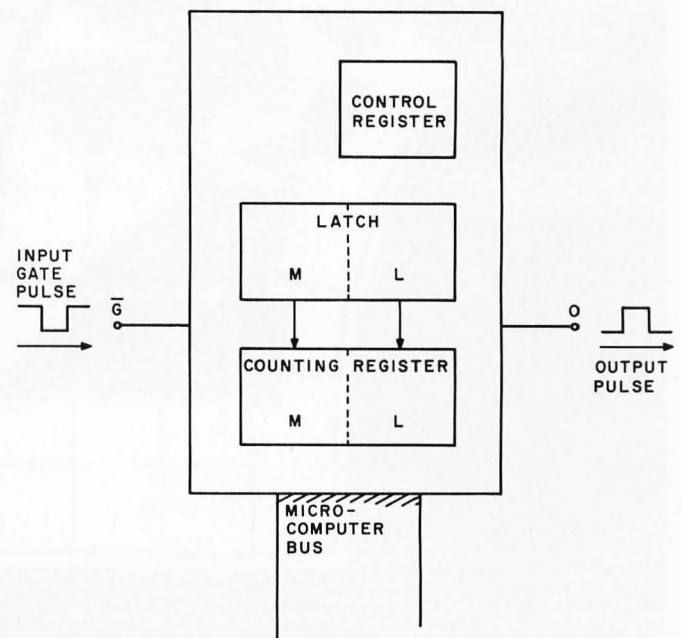 CONTROL
REGISTER
LATCH
M L
INPUT
GATE
PULSE
G̅
O
COUNTING REGISTER
M L
OUTPUT
PULSE
MICRO-
COMPUTER
BUS